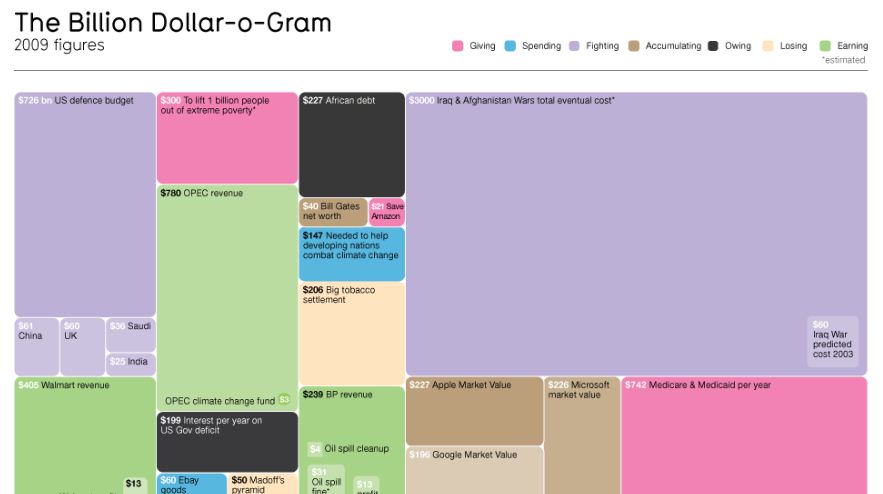 The Billion Dollar-o-Gram
2009 figures
Giving Spending Fighting Accumulating Owing Losing Earning
*estimated
$726 bn US defence budget
$300 To lift 1 billion people
out of extreme poverty*
$227 African debt
$3000 Iraq & Afghanistan Wars total eventual cost*
$780 OPEC revenue
$40 Bill Gates
net worth
$21 Save
Amazon
$147 Needed to help
developing nations
combat climate change
$206 Big tobacco
settlement
$61
China
$60
UK
$36 Saudi
$25 India
$60
Iraq War
predicted
cost 2003
$405 Walmart revenue
OPEC climate change fund $3
$239 BP revenue
$227 Apple Market Value
$226 Microsoft
market value
$742 Medicare & Medicaid per year
$199 Interest per year on
US Gov deficit
$4 Oil spill cleanup
$196 Google Market Value
$31
Oil spill
fine*
$13
profit
$13
$60 Ebay
goods
$50 Madoff's
pyramid